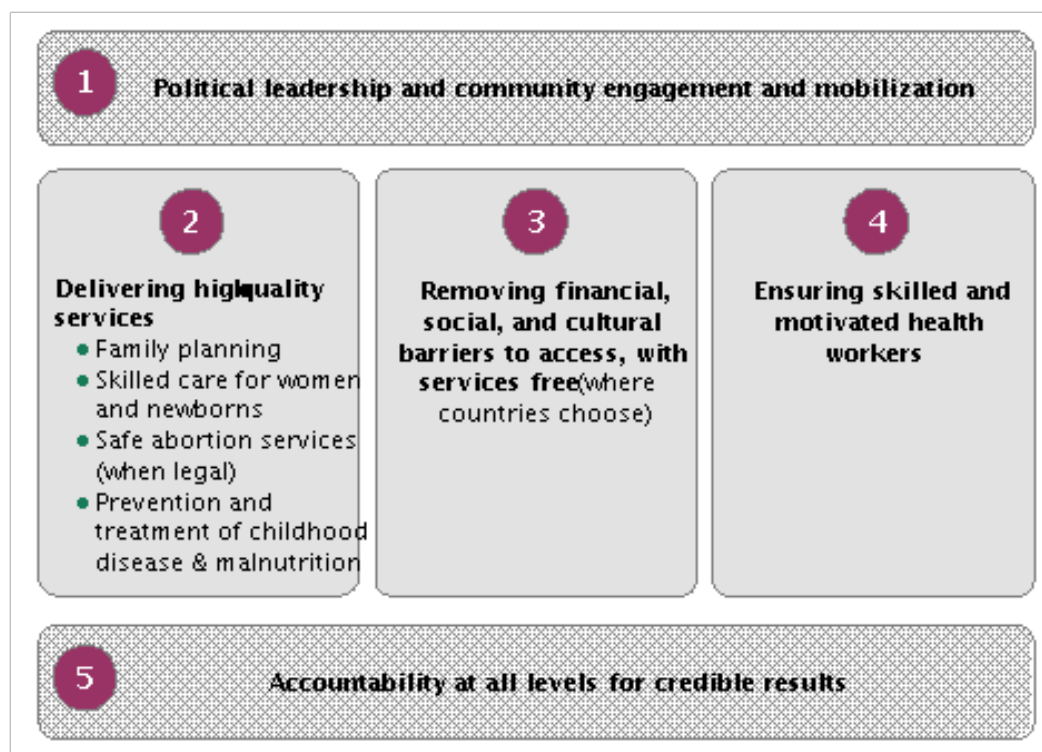 1
Political leadership and community engagement and mobilization
2
Delivering highquality
services
• Family planning
• Skilled care for women
and newborns
• Safe abortion services
(when legal)
• Prevention and
treatment of childhood
disease & malnutrition
3
Removing financial,
social, and cultural
barriers to access, with
services free(where
countries choose)
4
Ensuring skilled and
motivated health
workers
5
Accountability at all levels for credible results